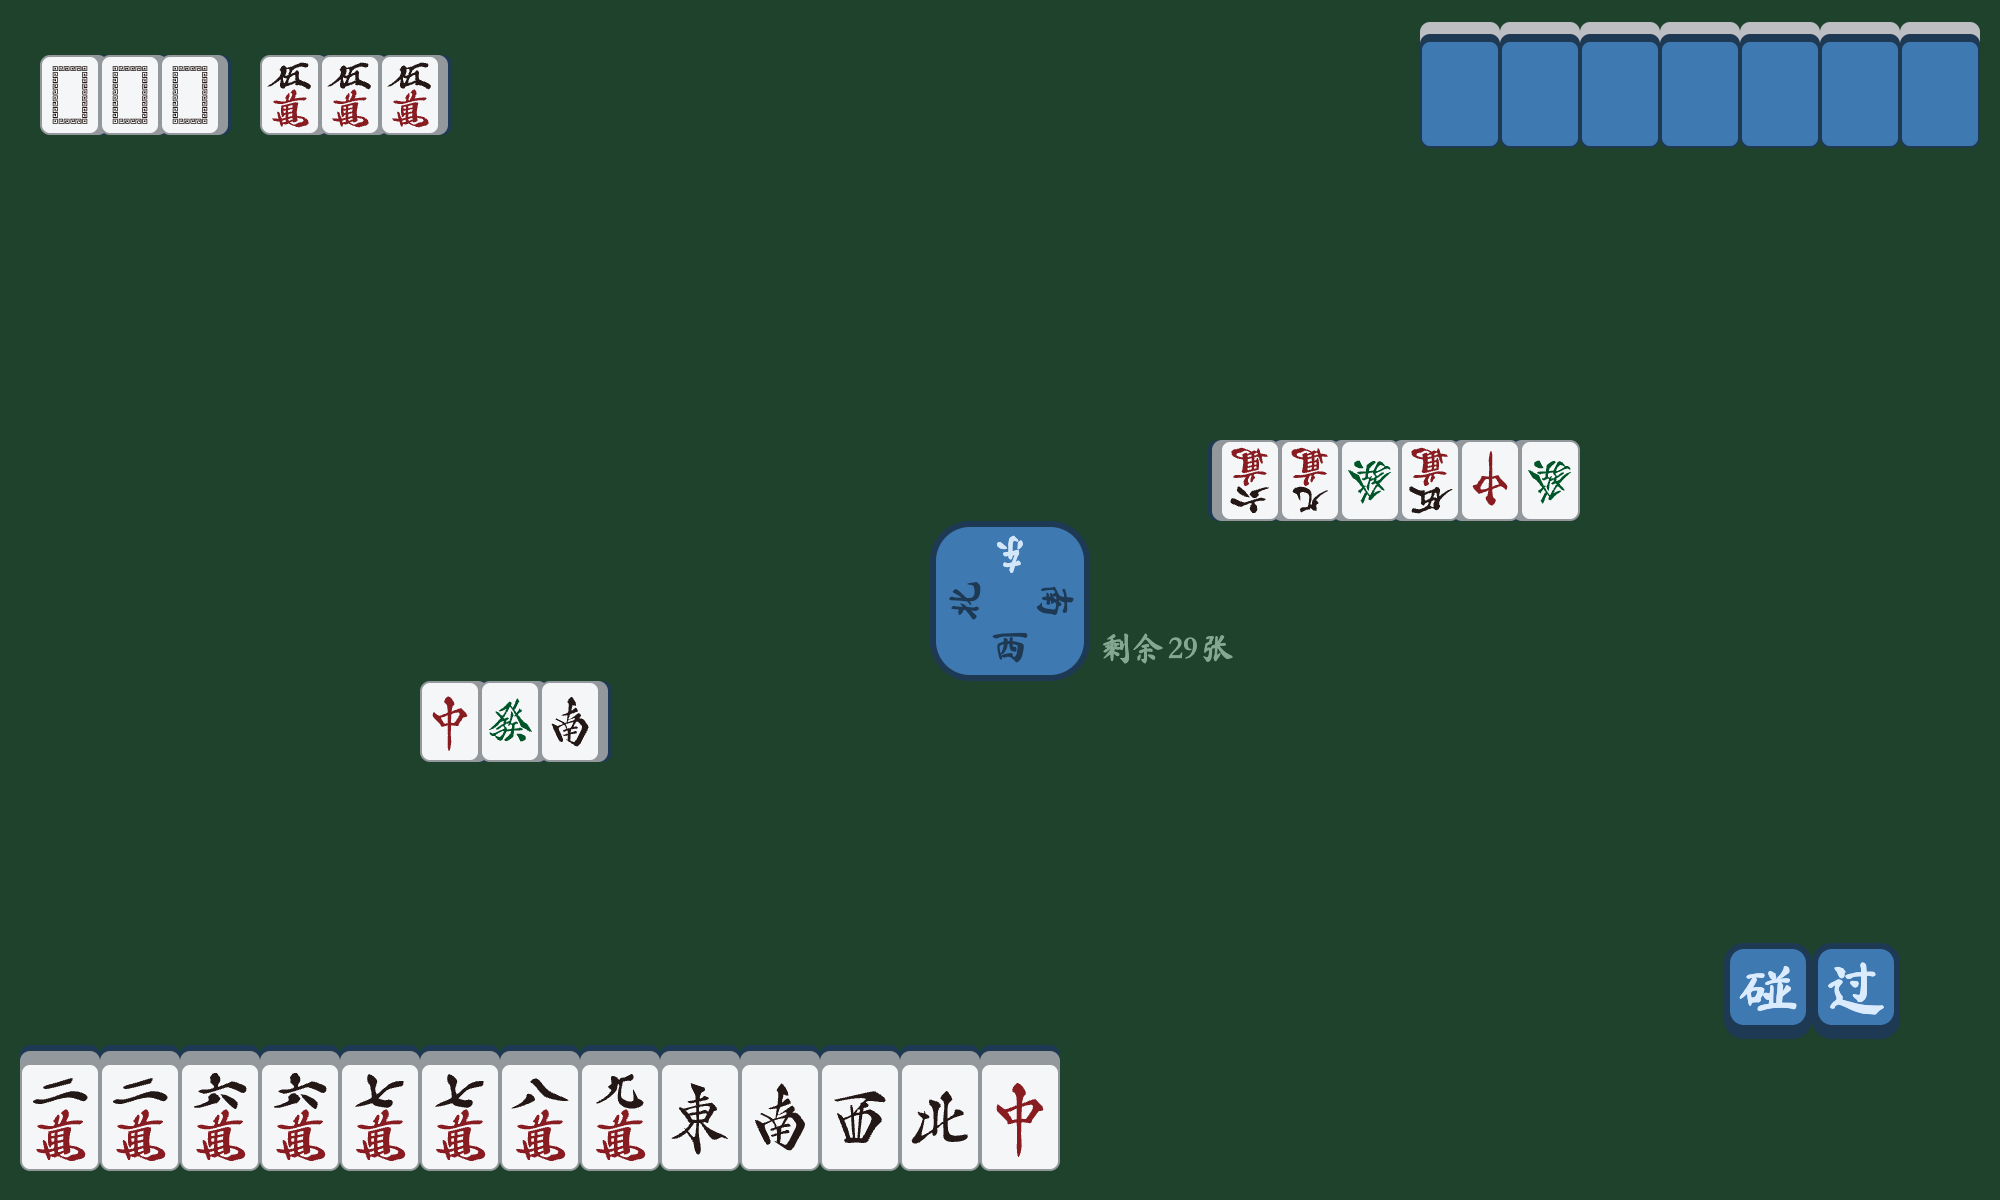 伍萬 伍萬 伍萬
六萬 九萬 發 伍萬 中 發
东
北 南
西
剩余 29 张
中 發 南
碰 过
二萬 二萬 六萬 六萬 七萬 七萬 八萬 九萬 東 南 西 北 中